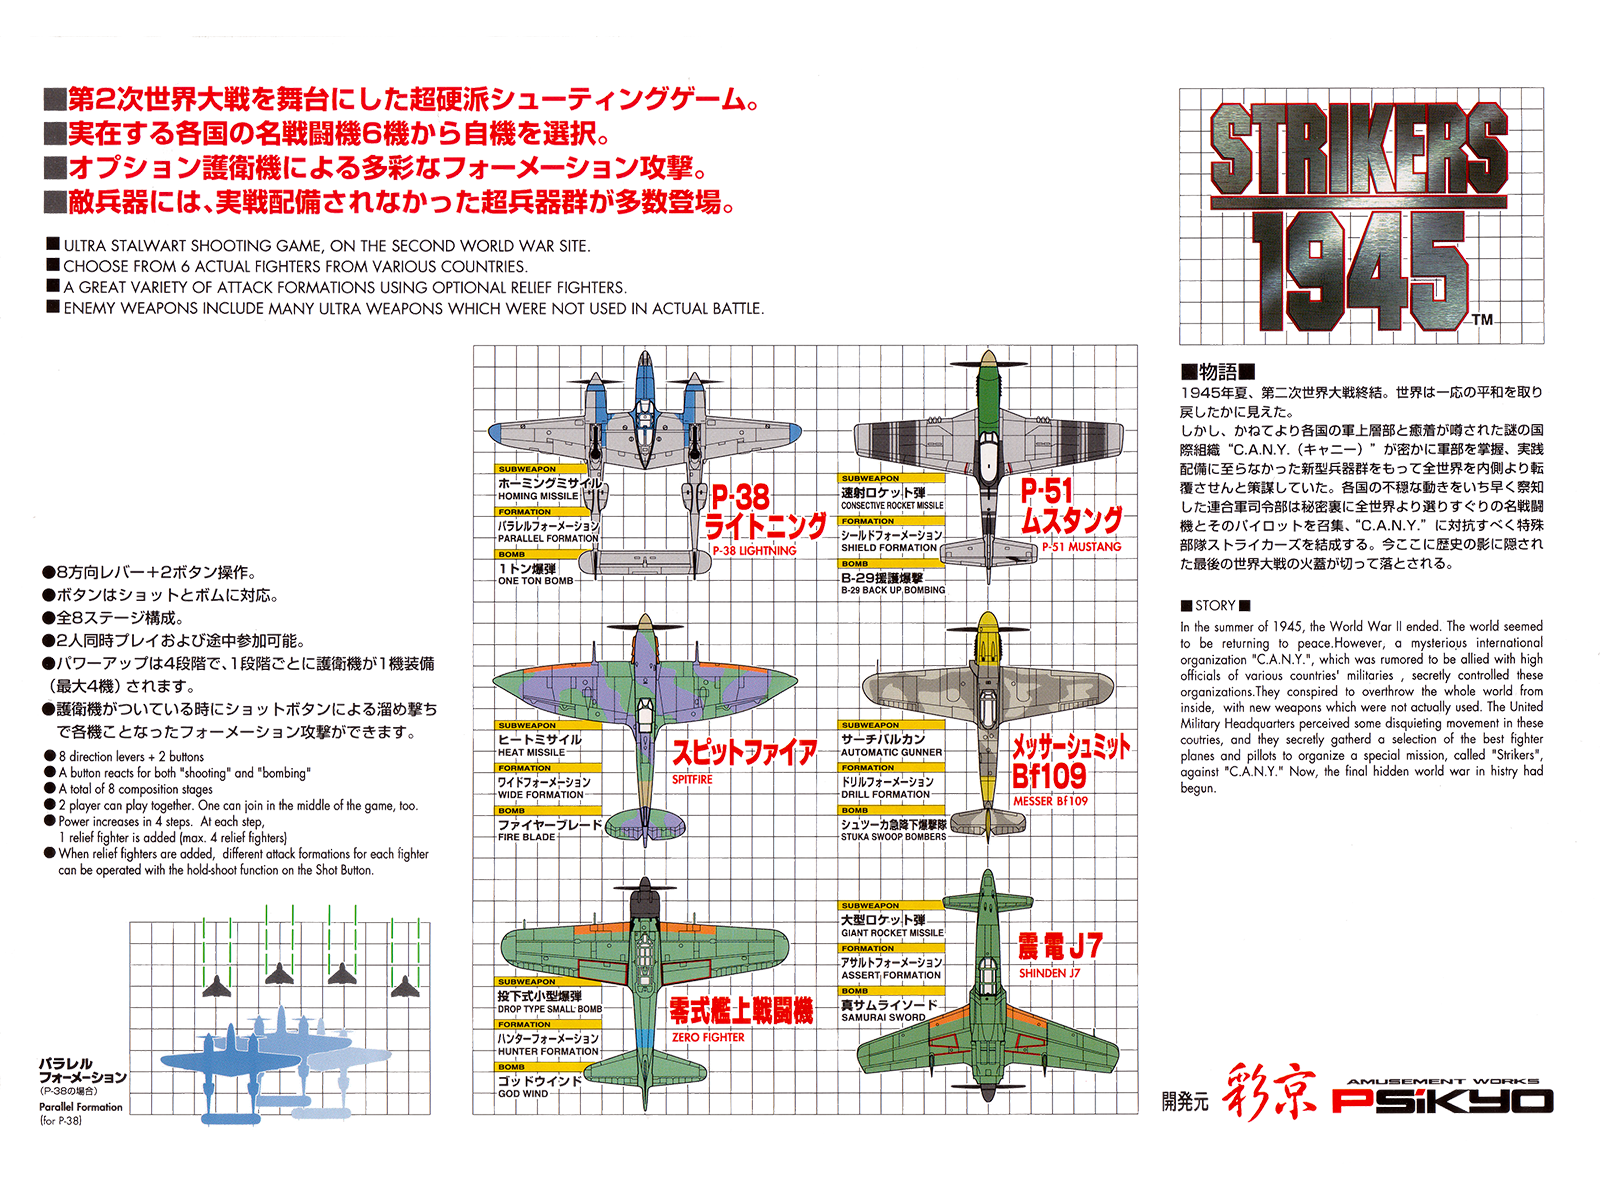 ■第2次世界大戦を舞台にした超硬派シューティングゲーム。
■実在する各国の名戦闘機6機から自機を選択。
■オプション護衛機による多彩なフォーメーション攻撃。
■敵兵器には、実戦配備されなかった超兵器群が多数登場。
■ ULTRA STALWART SHOOTING GAME, ON THE SECOND WORLD WAR SITE.
■ CHOOSE FROM 6 ACTUAL FIGHTERS FROM VARIOUS COUNTRIES.
■ A GREAT VARIETY OF ATTACK FORMATIONS USING OPTIONAL RELIEF FIGHTERS.
■ ENEMY WEAPONS INCLUDE MANY ULTRA WEAPONS WHICH WERE NOT USED IN ACTUAL BATTLE.
●8方向レバー＋2ボタン操作。
●ボタンはショットとボムに対応。
●全8ステージ構成。
●2人同時プレイおよび途中参加可能。
●パワーアップは4段階で、1段階ごとに護衛機が1機装備
（最大4機）されます。
●護衛機がついている時にショットボタンによる溜め撃ち
で各機ことなったフォーメーション攻撃ができます。
● 8 direction levers + 2 buttons
● A button reacts for both "shooting" and "bombing"
● A total of 8 composition stages
● 2 player can play together. One can join in the middle of the game, too.
● Power increases in 4 steps. At each step,
1 relief fighter is added (max. 4 relief fighters)
● When relief fighters are added, different attack formations for each fighter
can be operated with the hold-shoot function on the Shot Button.
パラレル
フォーメーション
（P-38の場合）
Parallel Formation
(for P-38)
SUBWEAPON
ホーミングミサイル
HOMING MISSILE
FORMATION
パラレルフォーメーション
PARALLEL FORMATION
BOMB
1トン爆弾
ONE TON BOMB
P-38
ライトニング
P-38 LIGHTNING
SUBWEAPON
速射ロケット弾
CONSECTIVE ROCKET MISSILE
FORMATION
シールドフォーメーション
SHIELD FORMATION
BOMB
B-29援護爆撃
B-29 BACK UP BOMBING
P-51
ムスタング
P-51 MUSTANG
SUBWEAPON
ヒートミサイル
HEAT MISSILE
FORMATION
ワイドフォーメーション
WIDE FORMATION
BOMB
ファイヤーブレード
FIRE BLADE
スピットファイア
SPITFIRE
SUBWEAPON
サーチバルカン
AUTOMATIC GUNNER
FORMATION
ドリルフォーメーション
DRILL FORMATION
BOMB
シュツーカ急降下爆撃隊
STUKA SWOOP BOMBERS
メッサーシュミット
Bf109
MESSER Bf109
SUBWEAPON
投下式小型爆弾
DROP TYPE SMALL BOMB
FORMATION
ハンターフォーメーション
HUNTER FORMATION
BOMB
ゴッドウインド
GOD WIND
零式艦上戦闘機
ZERO FIGHTER
SUBWEAPON
大型ロケット弾
GIANT ROCKET MISSILE
FORMATION
アサルトフォーメーション
ASSERT FORMATION
BOMB
真サムライソード
SAMURAI SWORD
震電J7
SHINDEN J7
STRIKERS
1945
TM
■物語■
1945年夏、第二次世界大戦終結。世界は一応の平和を取り
戻したかに見えた。
しかし、かねてより各国の軍上層部と癒着が噂された謎の国
際組織“C.A.N.Y.（キャニー）”が密かに軍部を掌握、実践
配備に至らなかった新型兵器群をもって全世界を内側より転
覆させんと策謀していた。各国の不穏な動きをいち早く察知
した連合軍司令部は秘密裏に全世界より選りすぐりの名戦闘
機とそのパイロットを召集、“C.A.N.Y.”に対抗すべく特殊
部隊ストライカーズを結成する。今ここに歴史の影に隠され
た最後の世界大戦の火蓋が切って落とされる。
■ STORY ■
In the summer of 1945, the World War II ended. The world seemed
to be returning to peace.However, a mysterious international
organization "C.A.N.Y.", which was rumored to be allied with high
officials of various countries' militaries , secretly controlled these
organizations.They conspired to overthrow the whole world from
inside, with new weapons which were not actually used. The United
Military Headquarters perceived some disquieting movement in these
coutries, and they secretly gatherd a selection of the best fighter
planes and pilots to organize a special mission, called "Strikers",
against "C.A.N.Y." Now, the final hidden world war in histry had
begun.
開発元 彩京 AMUSEMENT WORKS
PSiKYO